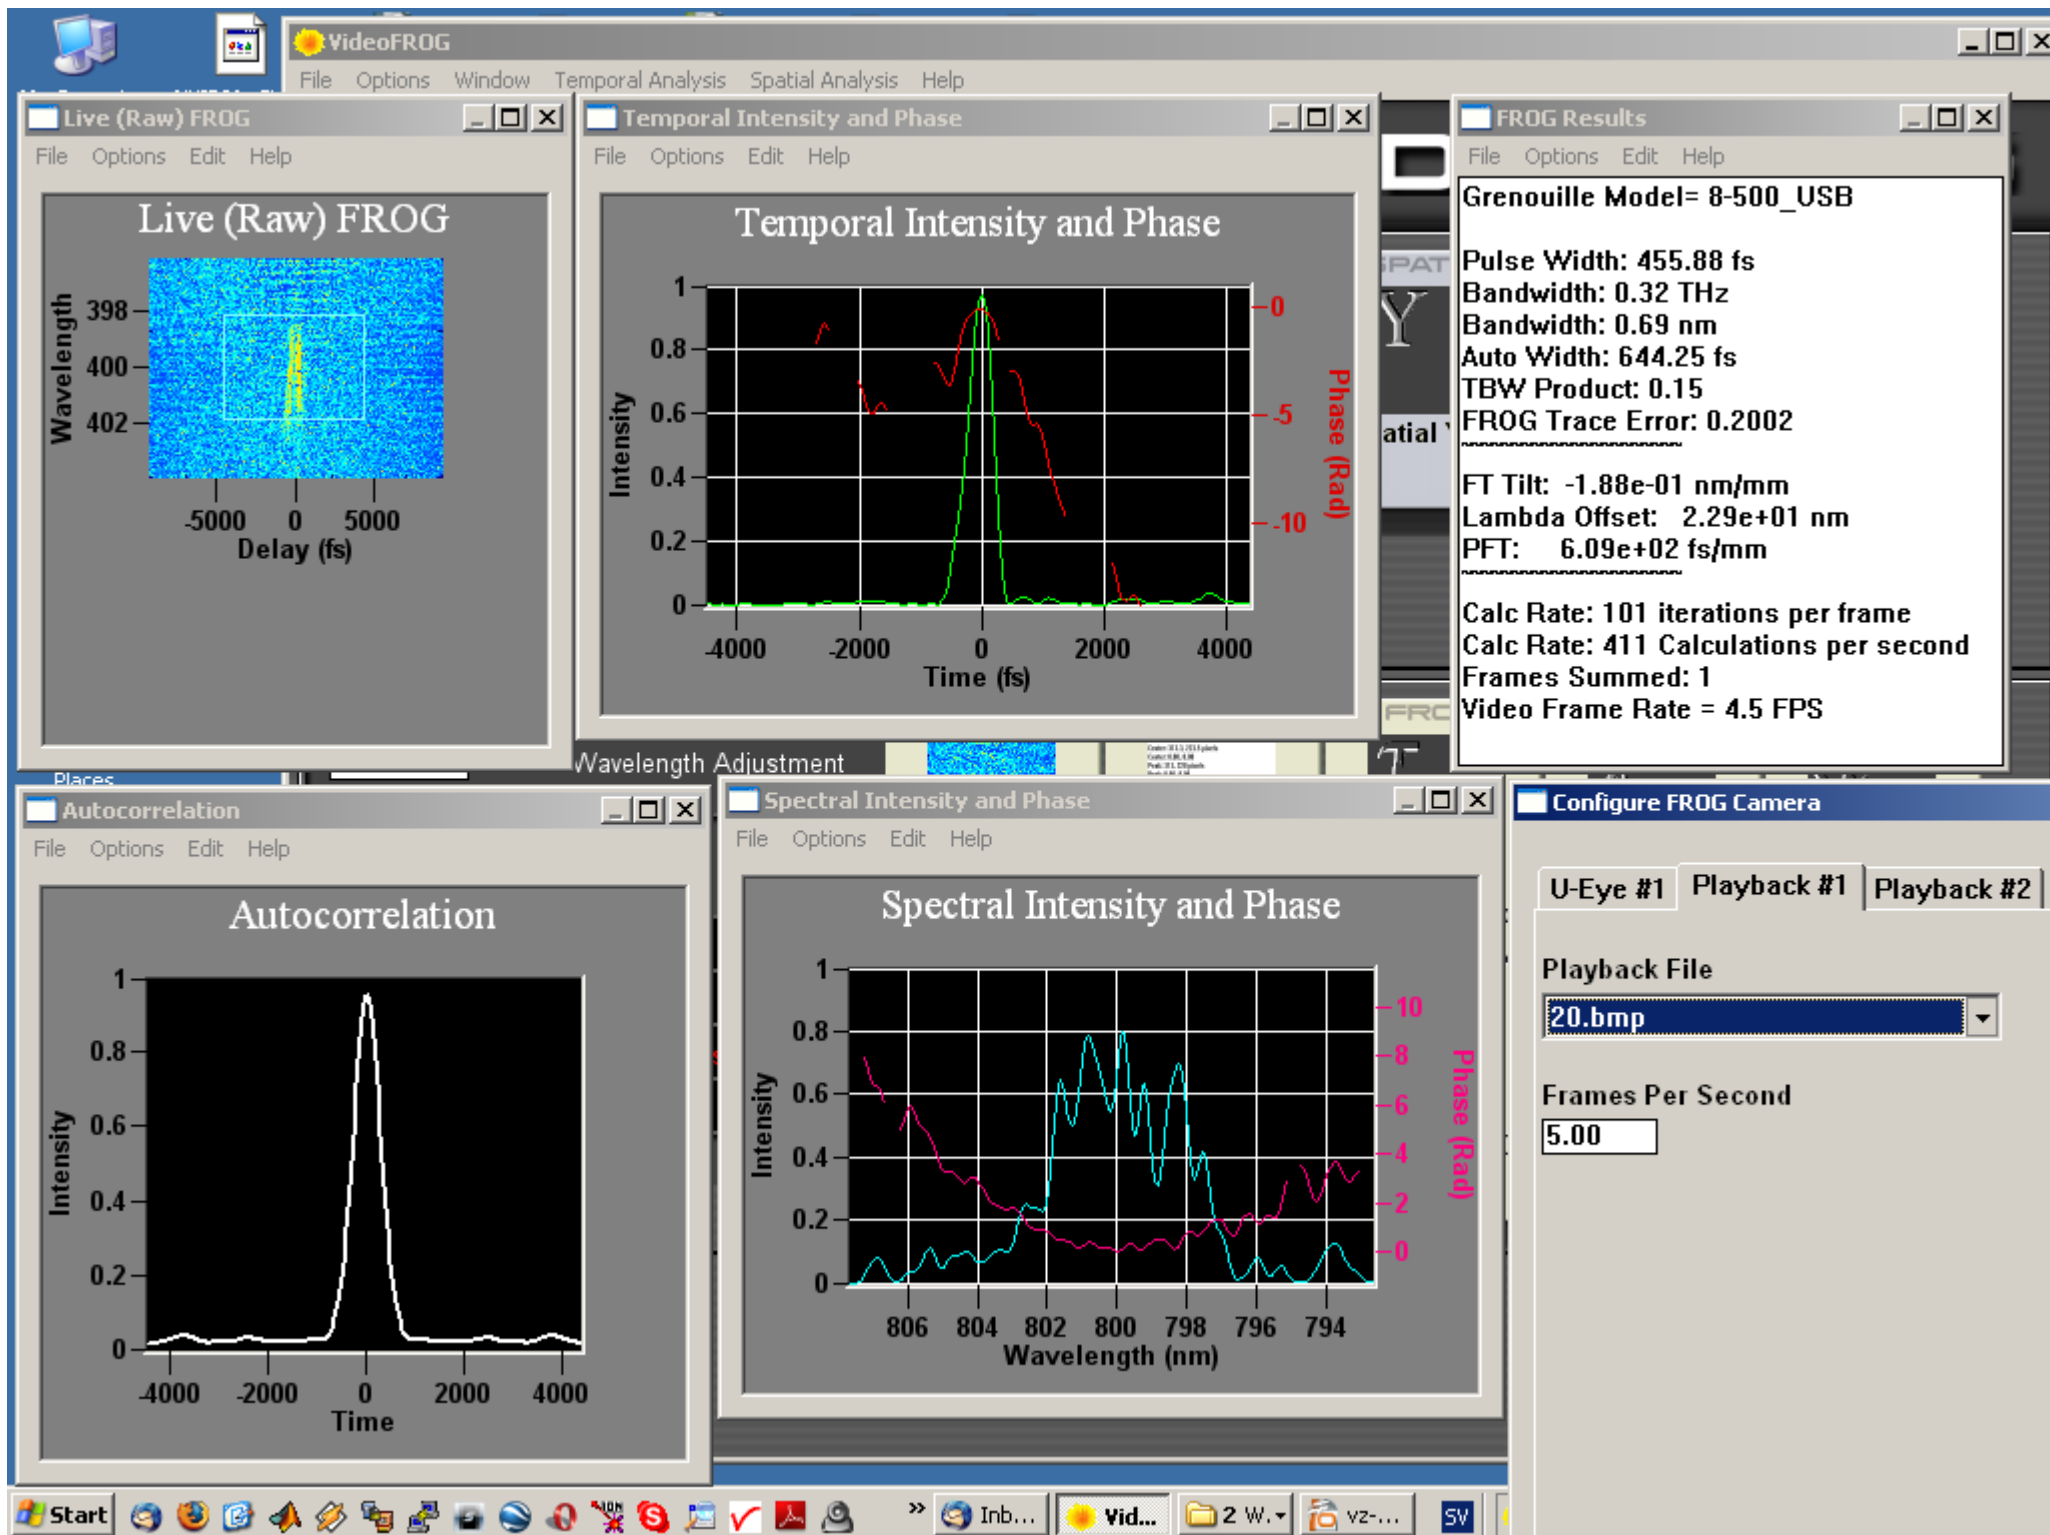 VideoFROG
File Options Window Temporal Analysis Spatial Analysis Help
Live (Raw) FROG
File Options Edit Help
Live (Raw) FROG
Wavelength
398
400
402
-5000 0 5000
Delay (fs)
Temporal Intensity and Phase
File Options Edit Help
Temporal Intensity and Phase
Intensity
1
0.8
0.6
0.4
0.2
0
0
-5
-10
Phase (Rad)
-4000 -2000 0 2000 4000
Time (fs)
D
SPAT
Y
atial
FROG Results
File Options Edit Help
Grenouille Model= 8-500_USB
Pulse Width: 455.88 fs
Bandwidth: 0.32 THz
Bandwidth: 0.69 nm
Auto Width: 644.25 fs
TBW Product: 0.15
FROG Trace Error: 0.2002
~~~~~~~~~~~~~~~~~~~~
FT Tilt: -1.88e-01 nm/mm
Lambda Offset: 2.29e+01 nm
PFT: 6.09e+02 fs/mm
~~~~~~~~~~~~~~~~~~~~
Calc Rate: 101 iterations per frame
Calc Rate: 411 Calculations per second
Frames Summed: 1
Video Frame Rate = 4.5 FPS
Places
Wavelength Adjustment
FRO
Autocorrelation
File Options Edit Help
Autocorrelation
Intensity
1
0.8
0.6
0.4
0.2
0
-4000 -2000 0 2000 4000
Time
Spectral Intensity and Phase
File Options Edit Help
Spectral Intensity and Phase
Intensity
1
0.8
0.6
0.4
0.2
0
10
8
6
4
2
0
Phase (Rad)
806 804 802 800 798 796 794
Wavelength (nm)
Configure FROG Camera
U-Eye #1 Playback #1 Playback #2
Playback File
20.bmp
Frames Per Second
5.00
Start
» Inb... Vid... 2 W. vz-... SV